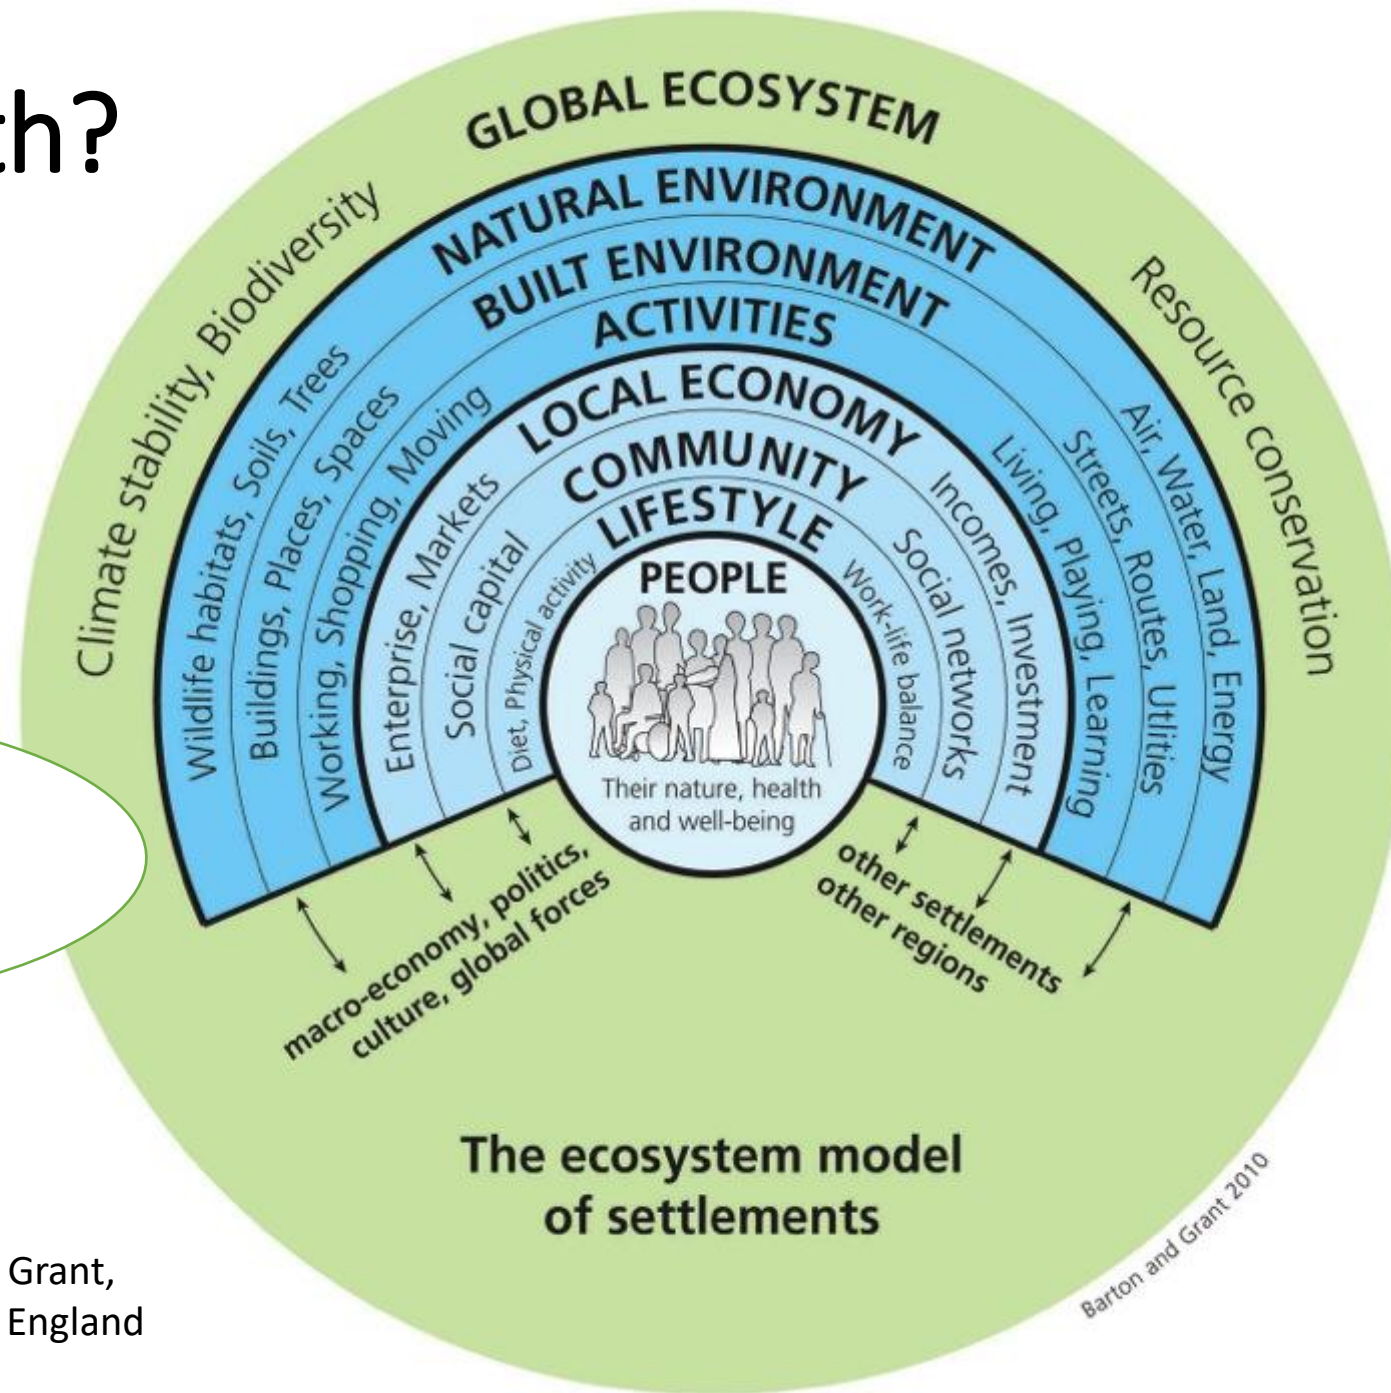 th?
GLOBAL ECOSYSTEM
Climate stability, Biodiversity
Resource conservation
NATURAL ENVIRONMENT
Wildlife habitats, Soils, Trees
Air, Water, Land, Energy
BUILT ENVIRONMENT
Buildings, Places, Spaces
Streets, Routes, Utilities
ACTIVITIES
Working, Shopping, Moving
Living, Playing, Learning
LOCAL ECONOMY
Enterprise, Markets
Incomes, Investment
COMMUNITY
Social capital
Social networks
LIFESTYLE
Diet, Physical activity
Work-life balance
PEOPLE
Their nature, health
and well-being
macro-economy, politics,
culture, global forces
other settlements
other regions
The ecosystem model
of settlements
Barton and Grant 2010
Grant,
England